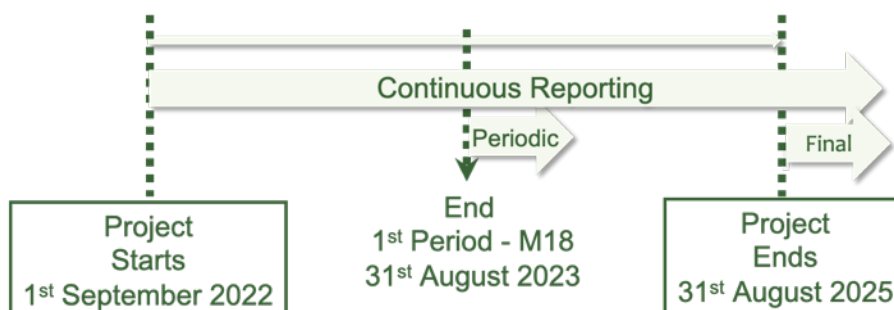 Continuous Reporting
Periodic
Final
Project
Starts
1st September 2022
End
1st Period - M18
31st August 2023
Project
Ends
31st August 2025